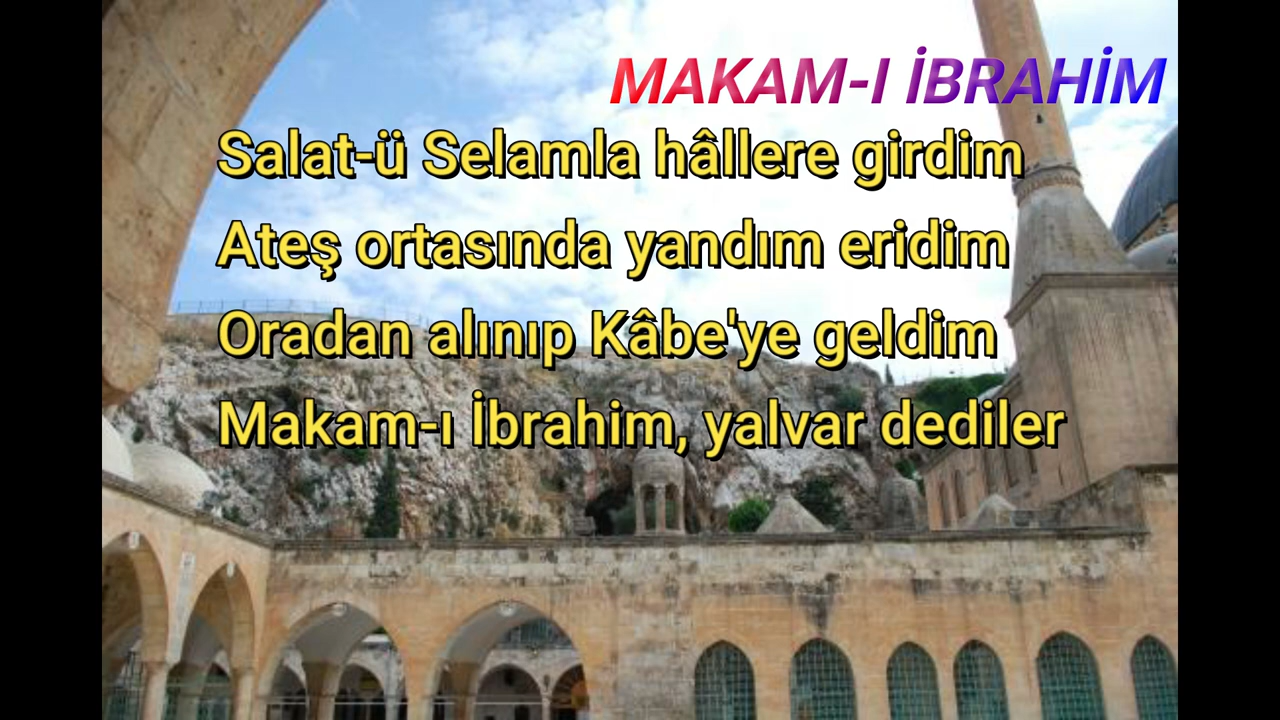 MAKAM-I İBRAHİM
Salat-ü Selamla hâllere girdim
Ateş ortasında yandım eridim
Oradan alınıp Kâbe'ye geldim
Makam-ı İbrahim, yalvar dediler